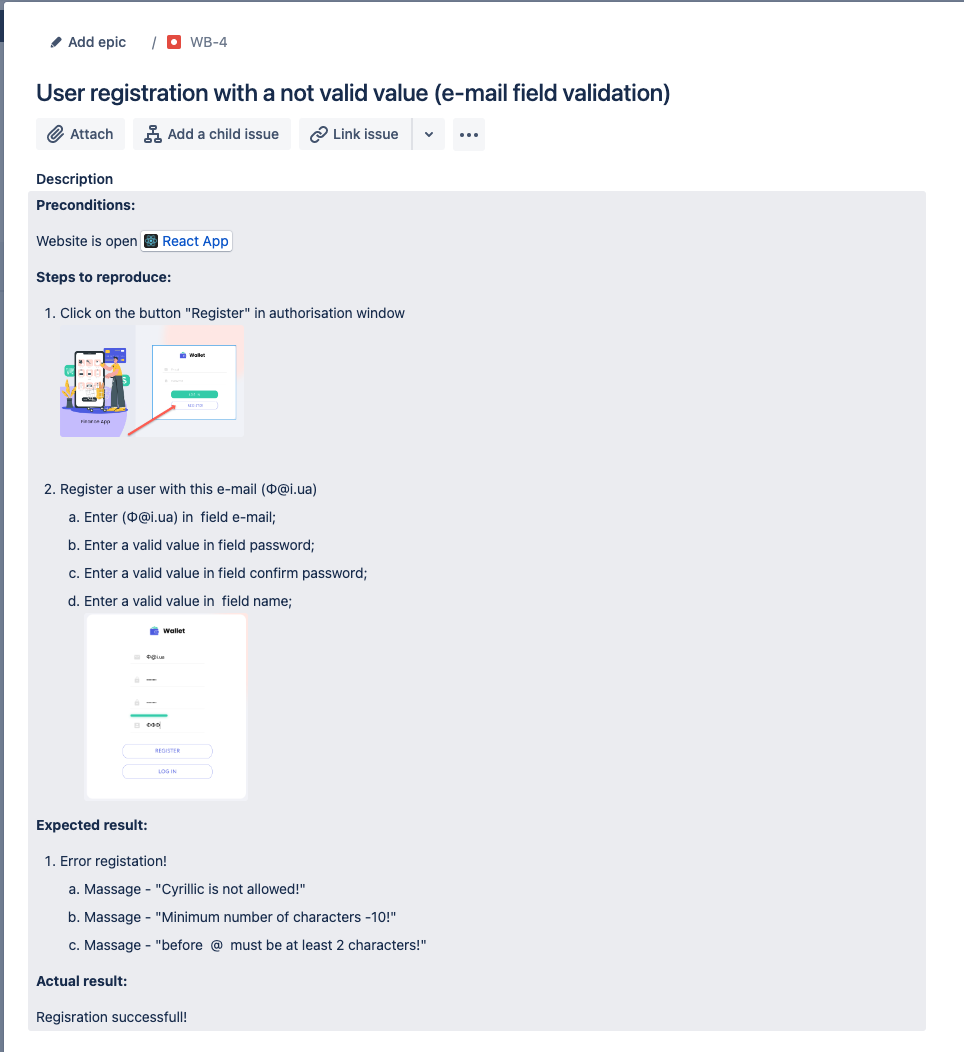 Add epic / WB-4
User registration with a not valid value (e-mail field validation)
Attach Add a child issue Link issue
Description
Preconditions:
Website is open React App
Steps to reproduce:
1. Click on the button "Register" in authorisation window
Wallet
LOG IN
REGISTER
Finance App
2. Register a user with this e-mail (Ф@i.ua)
a. Enter (Ф@i.ua) in field e-mail;
b. Enter a valid value in field password;
c. Enter a valid value in field confirm password;
d. Enter a valid value in field name;
Wallet
Ф@i.ua
ФФФ
REGISTER
LOG IN
Expected result:
1. Error registation!
a. Massage - "Cyrillic is not allowed!"
b. Massage - "Minimum number of characters -10!"
c. Massage - "before @ must be at least 2 characters!"
Actual result:
Regisration successfull!